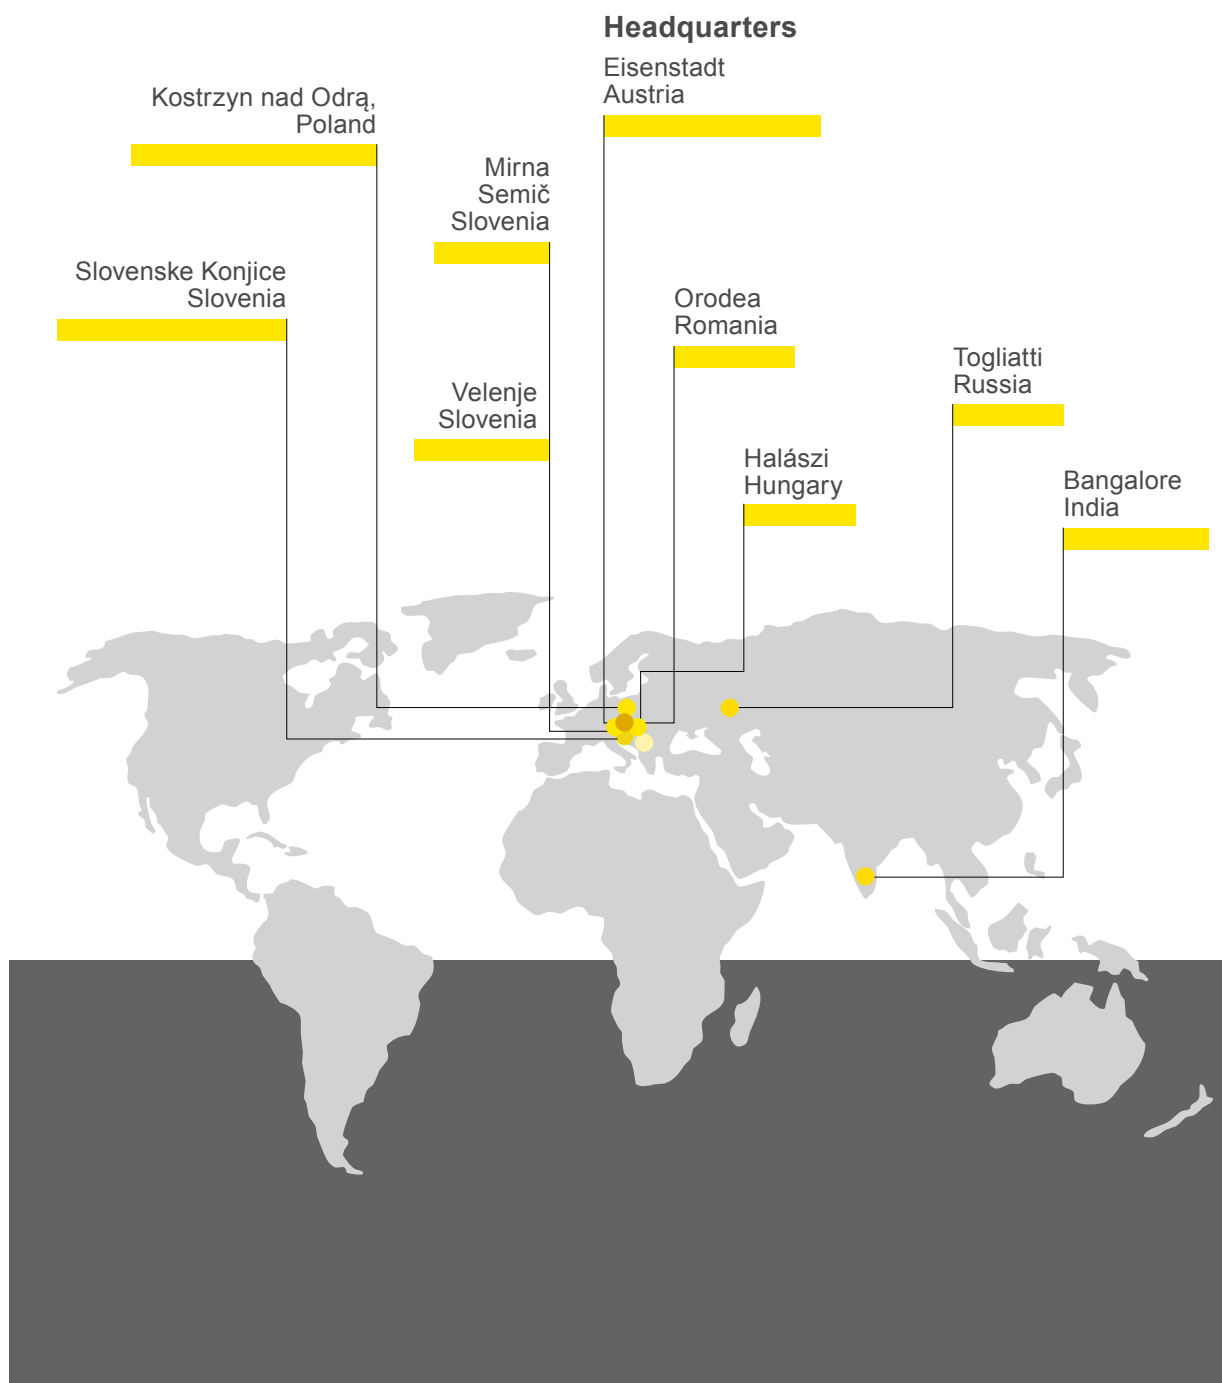 Headquarters
Eisenstadt
Austria
Kostrzyn nad Odrą,
Poland
Mirna
Semič
Slovenia
Slovenske Konjice
Slovenia
Orodea
Romania
Togliatti
Russia
Velenje
Slovenia
Halászi
Hungary
Bangalore
India